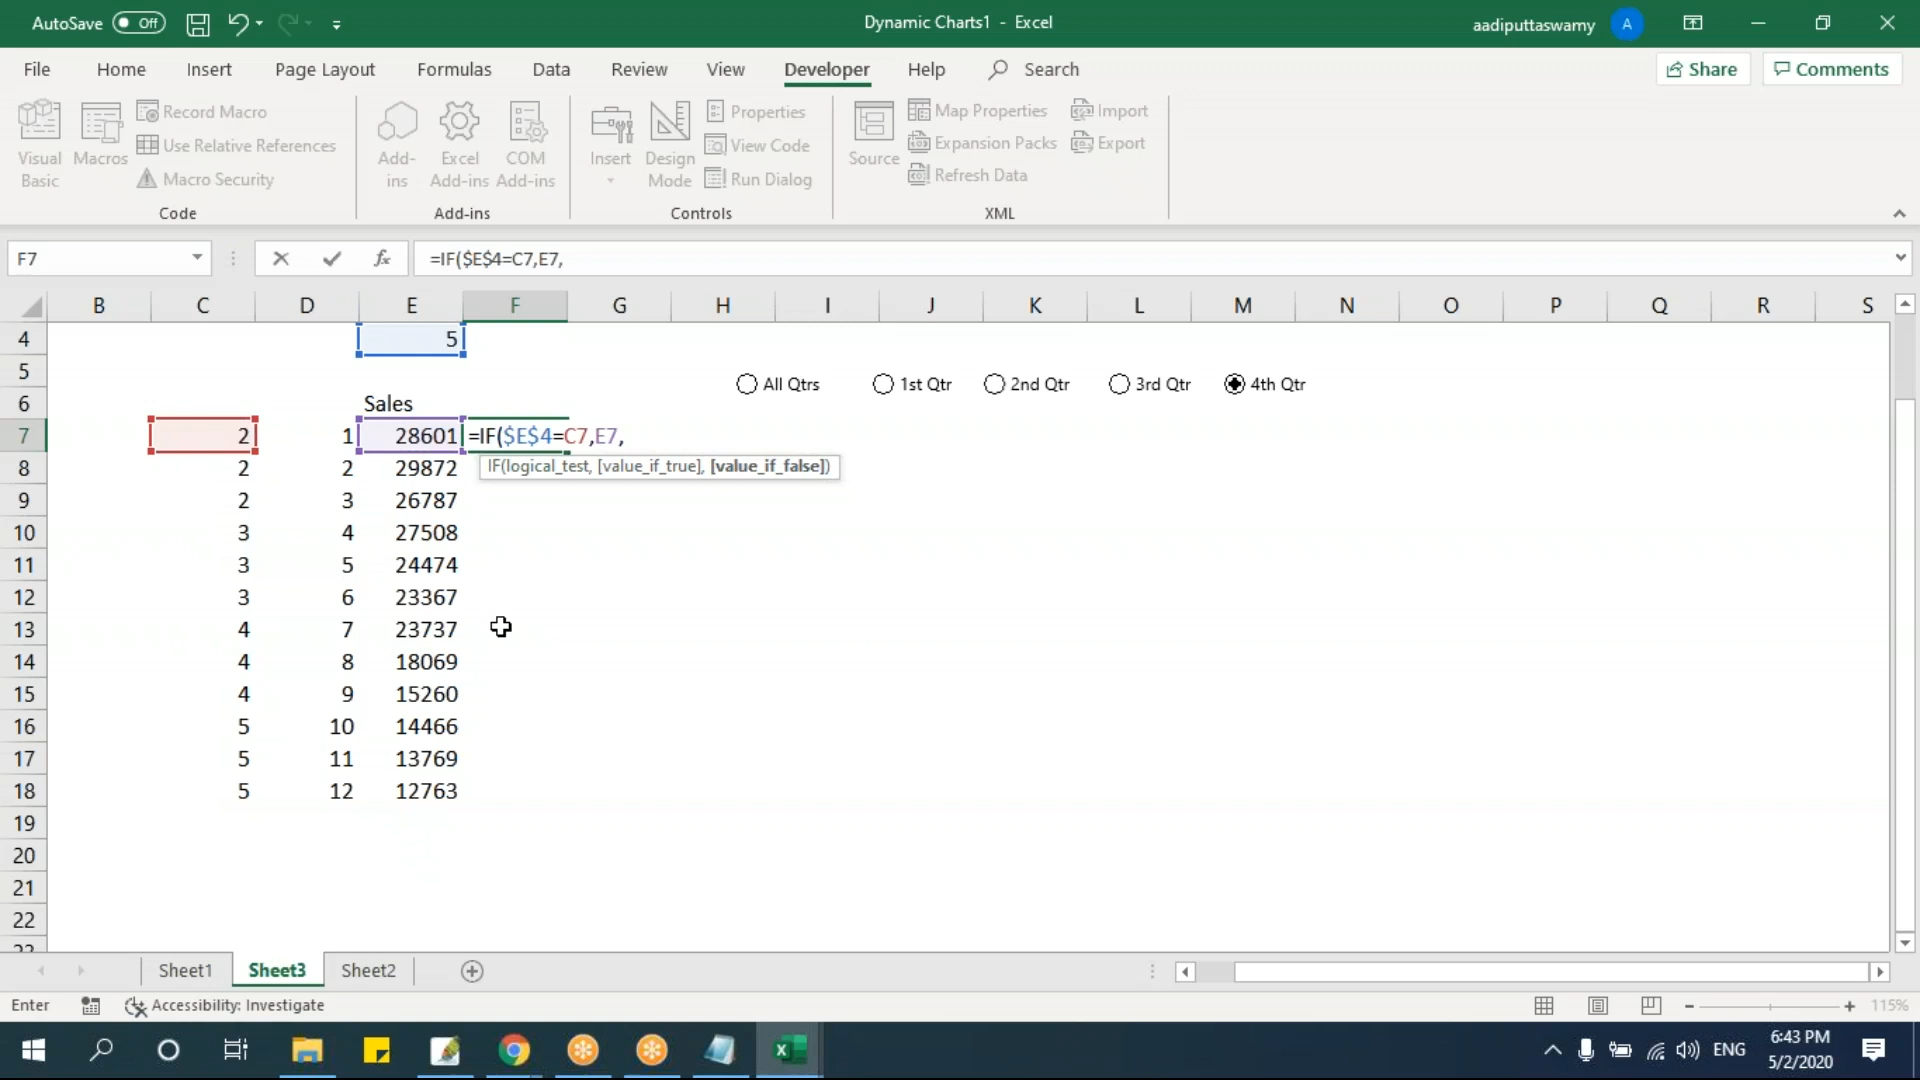 AutoSave Off
Dynamic Charts1 - Excel
aadiputtaswamy A
File Home Insert Page Layout Formulas Data Review View Developer Help Search Share Comments
Visual Basic
Macros
Record Macro
Use Relative References
Macro Security
Code
Add-ins
Excel Add-ins
COM Add-ins
Add-ins
Insert
Design Mode
Properties
View Code
Run Dialog
Controls
Source
Map Properties
Expansion Packs
Refresh Data
Import
Export
XML
F7 fx =IF($E$4=C7,E7,
B C D E F G H I J K L M N O P Q R S
4 5
5 All Qtrs 1st Qtr 2nd Qtr 3rd Qtr 4th Qtr
6 Sales
7 2 1 28601 =IF($E$4=C7,E7,
IF(logical_test, [value_if_true], [value_if_false])
8 2 2 29872
9 2 3 26787
10 3 4 27508
11 3 5 24474
12 3 6 23367
13 4 7 23737
14 4 8 18069
15 4 9 15260
16 5 10 14466
17 5 11 13769
18 5 12 12763
19
20
21
22
23
Sheet1 Sheet3 Sheet2
Enter Accessibility: Investigate 115%
ENG 6:43 PM
5/2/2020